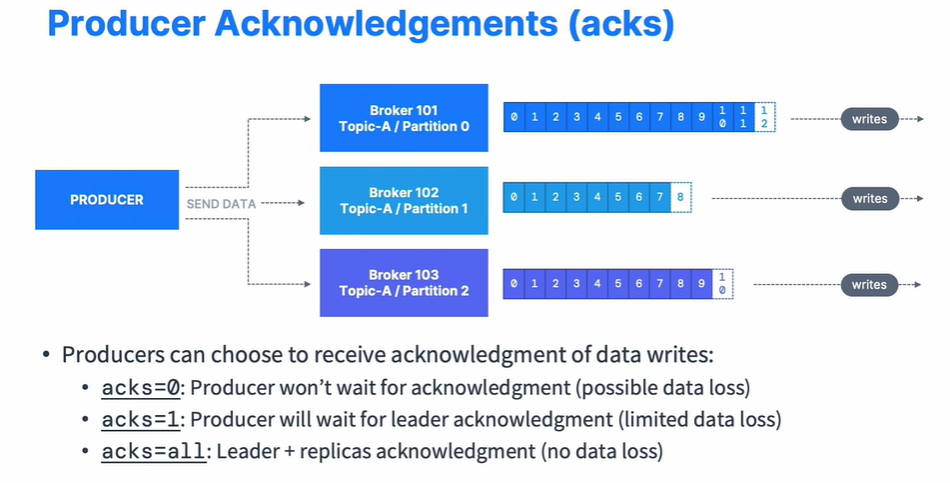 Producer Acknowledgements (acks)
Broker 101
Topic-A / Partition 0
0 1 2 3 4 5 6 7 8 9 10 11 12
writes
PRODUCER
SEND DATA
Broker 102
Topic-A / Partition 1
0 1 2 3 4 5 6 7 8
writes
Broker 103
Topic-A / Partition 2
0 1 2 3 4 5 6 7 8 9 10
writes
• Producers can choose to receive acknowledgment of data writes:
• acks=0: Producer won’t wait for acknowledgment (possible data loss)
• acks=1: Producer will wait for leader acknowledgment (limited data loss)
• acks=all: Leader + replicas acknowledgment (no data loss)